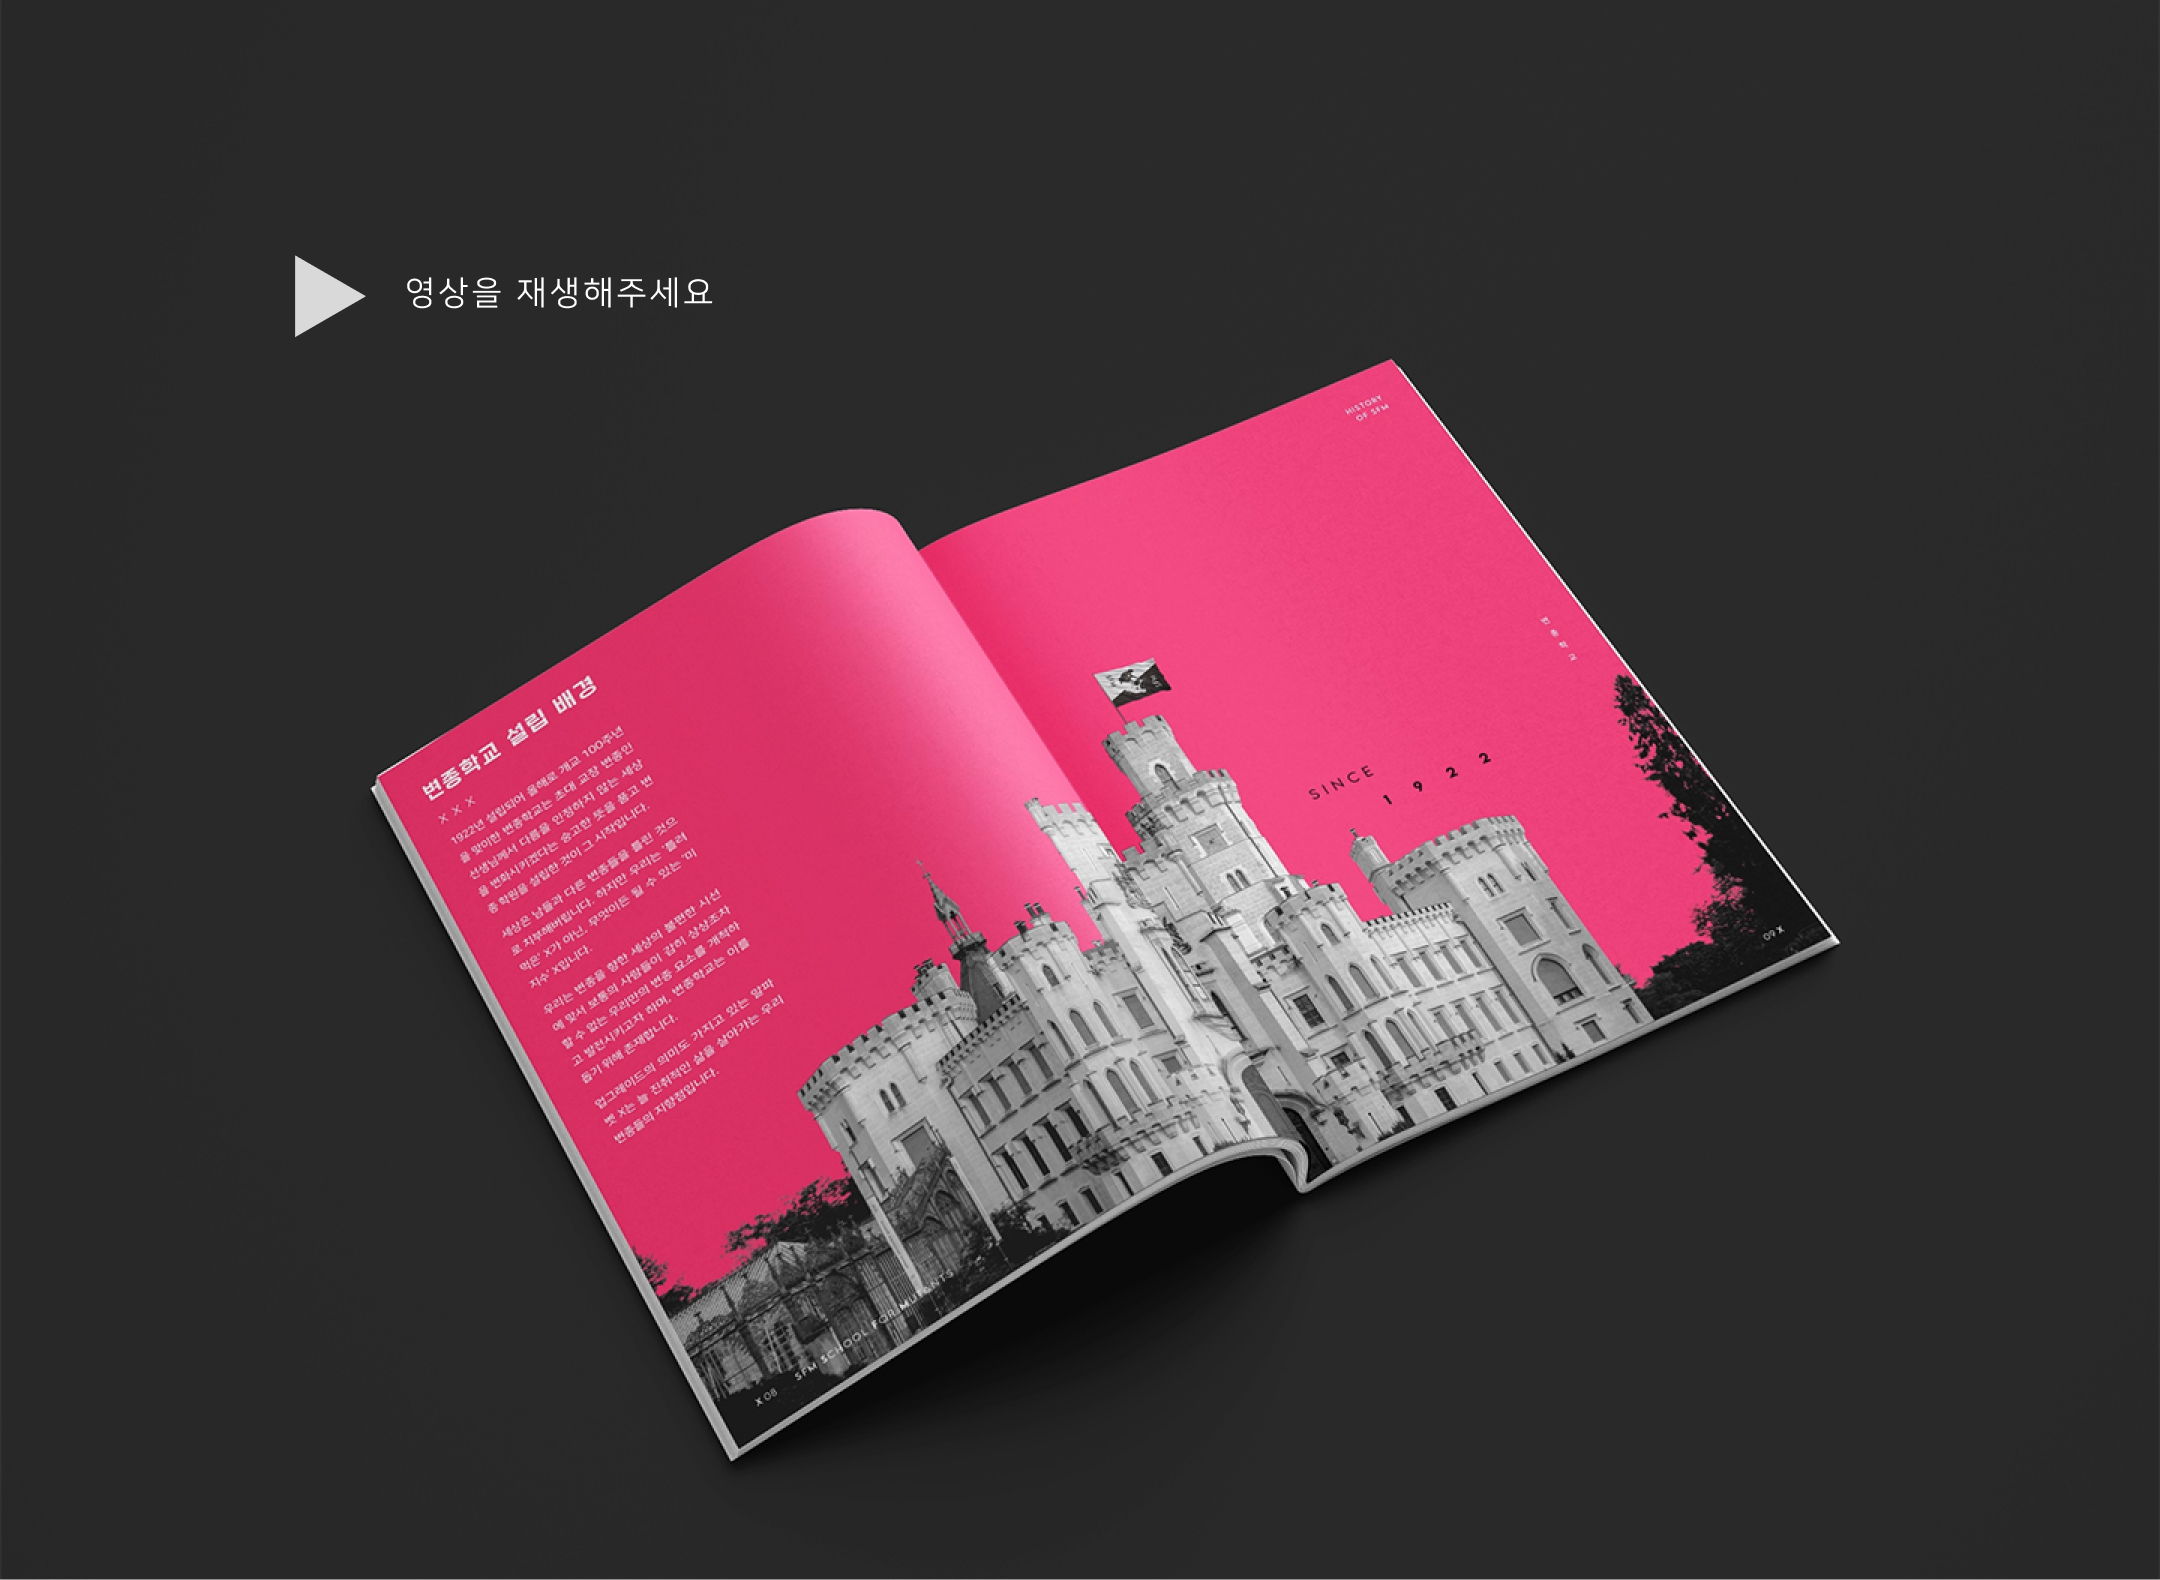 영상을 재생해주세요
HISTORY
OF SFM
변종학교
변종학교 설립 배경
X X X
1922년 설립되어 올해로 개교 100주년
을 맞이한 변종학교는 초대 교장 변종인
선생님께서 다름을 인정하지 않는 세상
을 변화시키겠다는 숭고한 뜻을 품고 변
종 학원을 설립한 것이 그 시작입니다.
세상은 남들과 다른 변종들을 틀린 것으
로 치부해버립니다. 하지만 우리는 '틀려
먹은' X가 아닌, 무엇이든 될 수 있는 '미
지수' X입니다.
우리는 변종을 향한 세상의 불편한 시선
에 맞서 보통의 사람들이 감히 상상조차
할 수 없는 우리만의 변종 요소를 개척하
고 발전시키고자 하며, 변종학교는 이를
돕기 위해 존재합니다.
업그레이드의 의미도 가지고 있는 알파
벳 X는 늘 진취적인 삶을 살아가는 우리
변종들의 지향점입니다.
SINCE
1 9 2 2
X 08
SFM SCHOOL FOR MUTANTS
09 X